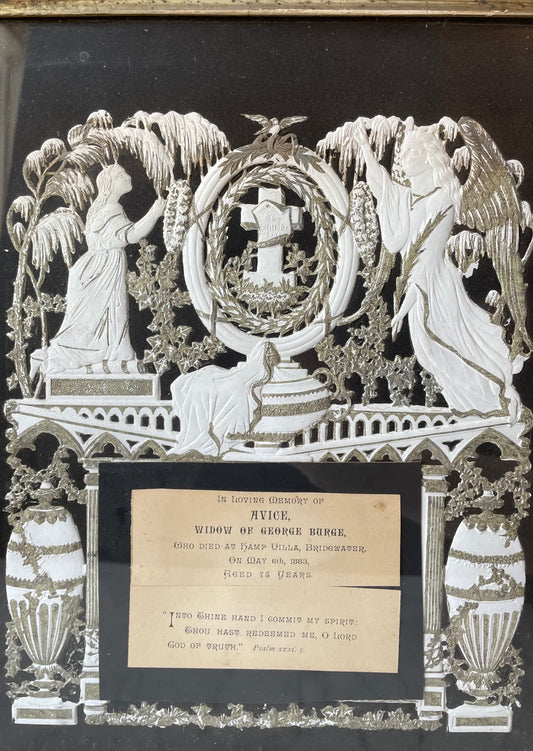 In Loving Memory of
AVICE,
WIDOW OF GEORGE BURGE,
Who died at Hamp Villa, Bridgwater,
On May 6th, 1883,
Aged 75 Years.
"Into Thine hand I commit my spirit:
Thou hast redeemed me, O Lord
God of truth." Psalm xxxi. 5.